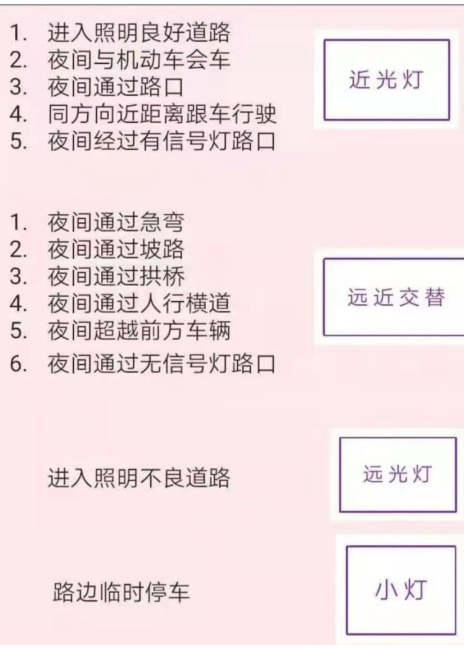 1. 进入照明良好道路
2. 夜间与机动车会车
3. 夜间通过路口
4. 同方向近距离跟车行驶
5. 夜间经过有信号灯路口
近光灯
1. 夜间通过急弯
2. 夜间通过坡路
3. 夜间通过拱桥
4. 夜间通过人行横道
5. 夜间超越前方车辆
6. 夜间通过无信号灯路口
远近交替
进入照明不良道路
远光灯
路边临时停车
小灯